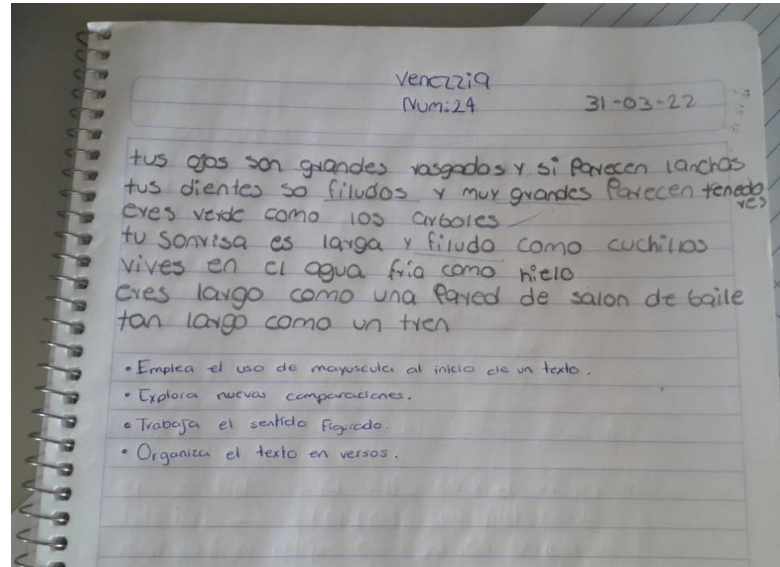 Venezzia
Num:24 31-03-22
tus ojos son grandes rasgados y si Parecen lanchas
tus dientes so filudos y muy grandes Parecen tenedo
res
eres verde como los arboles
tu sonrisa es larga y filudo como cuchillos
vives en el agua fria como hielo
eres largo como una Pared de salon de baile
tan largo como un tren
• Emplea el uso de mayuscula al inicio de un texto.
• Explora nuevas comparaciones.
• Trabaja el sentido figurado.
• Organiza el texto en versos.